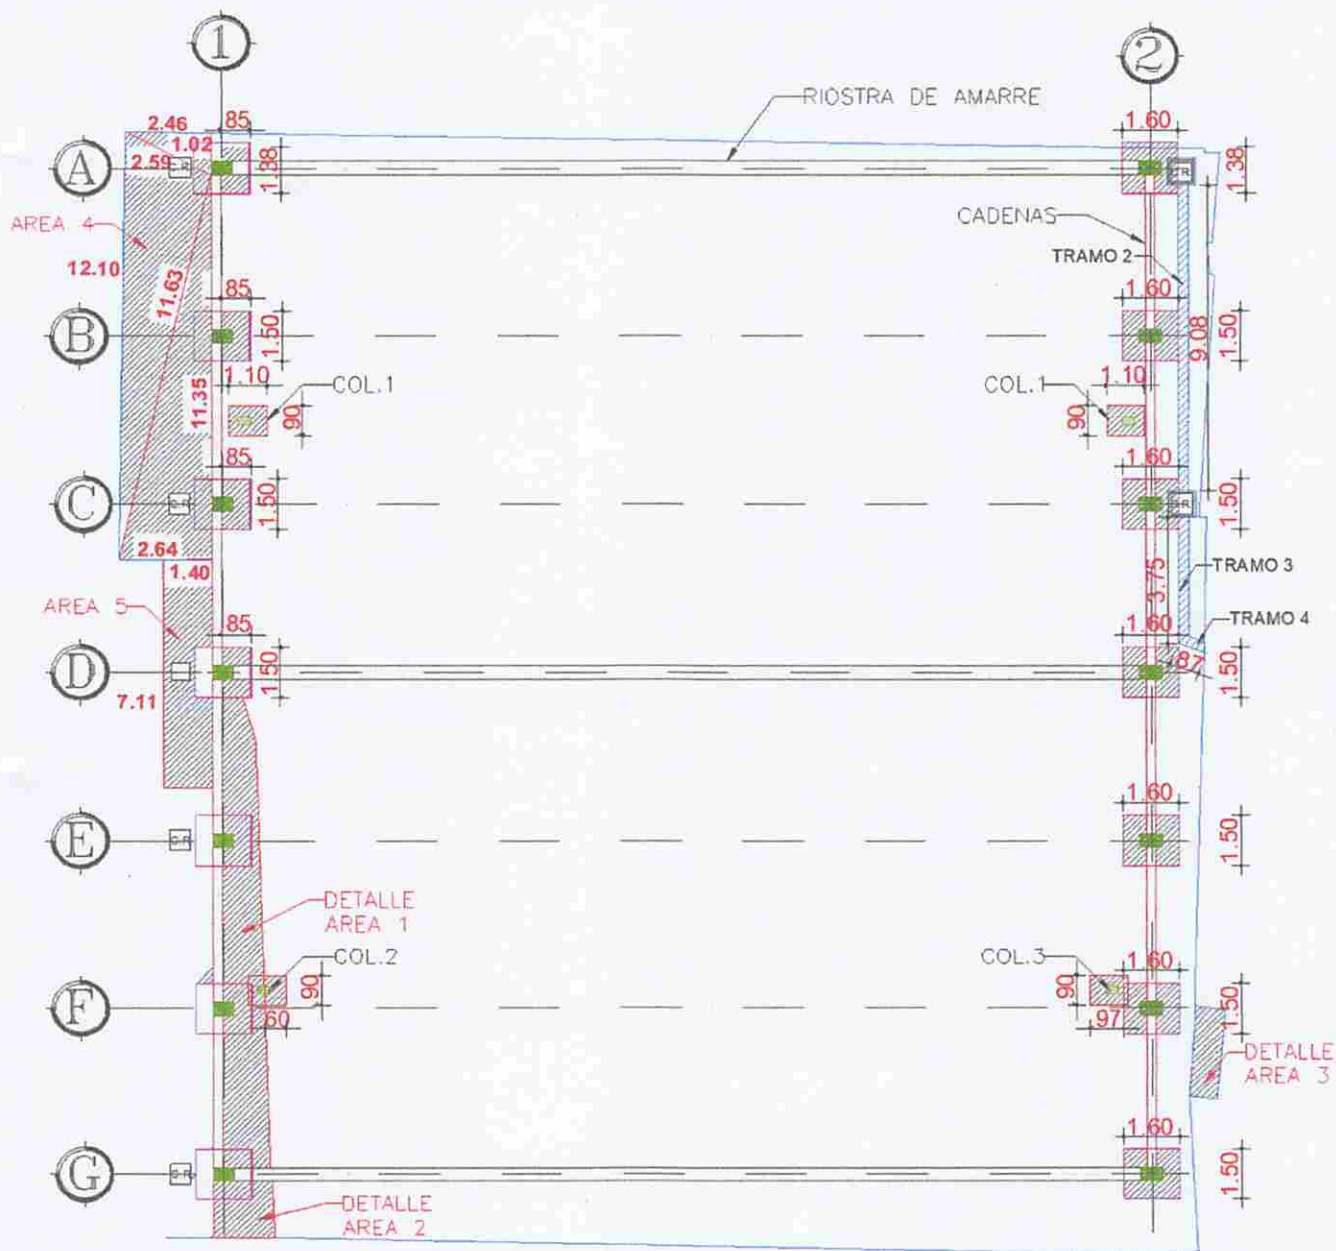 1
2
RIOSTRA DE AMARRE
2.46
85
1.60
1.02
A
2.59
1.38
C.R
1.38
AREA 4
CADENAS
TRAMO 2
12.10
11.63
85
1.60
B
1.50
9.08
1.50
1.10
COL.1
COL.1
1.10
11.35
90
90
85
1.60
C
C.R
1.50
1.50
2.64
1.40
3.75
TRAMO 3
AREA 5
85
1.60
TRAMO 4
D
1.50
87
1.50
7.11
1.60
E
C.R
1.50
DETALLE
AREA 1
COL.2
COL.3
1.60
90
90
F
1.50
60
97
DETALLE
AREA 3
1.60
G
C.R
1.50
DETALLE
AREA 2